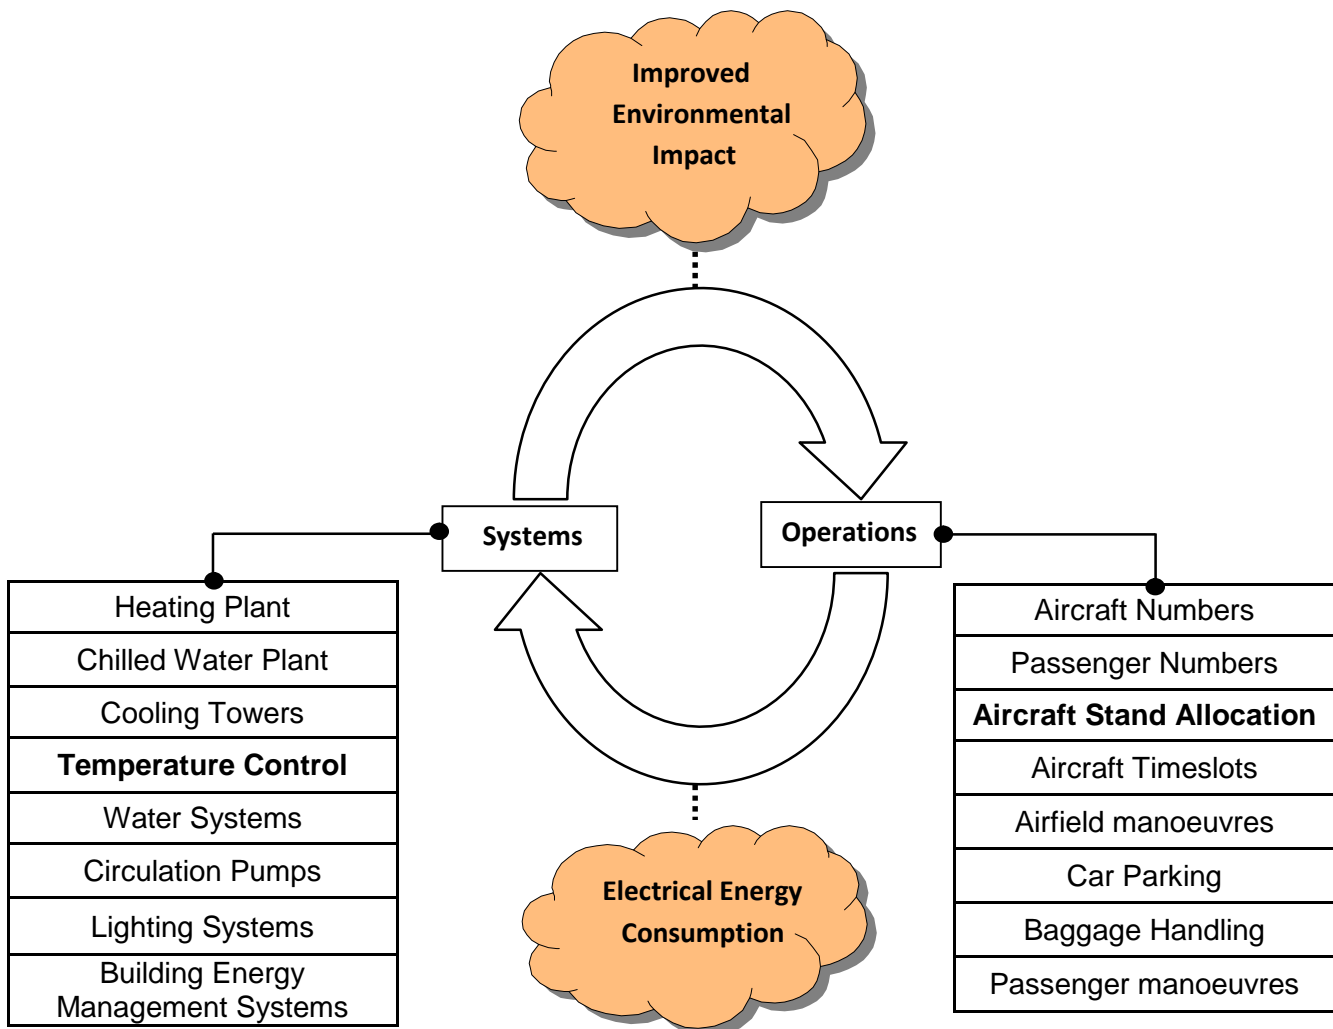 Improved
Environmental
Impact
Systems
Operations
Heating Plant
Chilled Water Plant
Cooling Towers
Temperature Control
Water Systems
Circulation Pumps
Lighting Systems
Building Energy
Management Systems
Aircraft Numbers
Passenger Numbers
Aircraft Stand Allocation
Aircraft Timeslots
Airfield manoeuvres
Car Parking
Baggage Handling
Passenger manoeuvres
Electrical Energy
Consumption